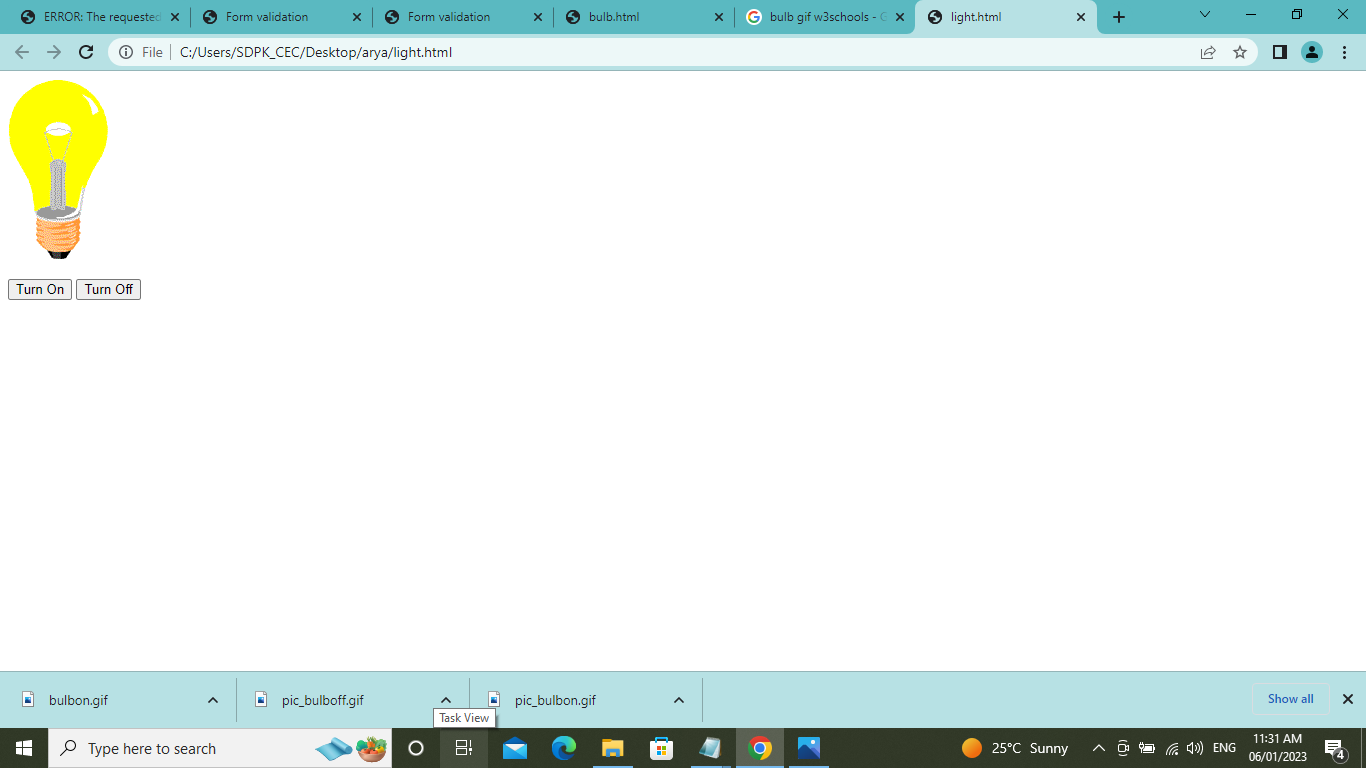 ERROR: The requested
Form validation
Form validation
bulb.html
bulb gif w3schools - G
light.html
File
C:/Users/SDPK_CEC/Desktop/arya/light.html
Turn On
Turn Off
bulbon.gif
pic_bulboff.gif
pic_bulbon.gif
Show all
Task View
Type here to search
25°C Sunny
ENG
11:31 AM
06/01/2023
4